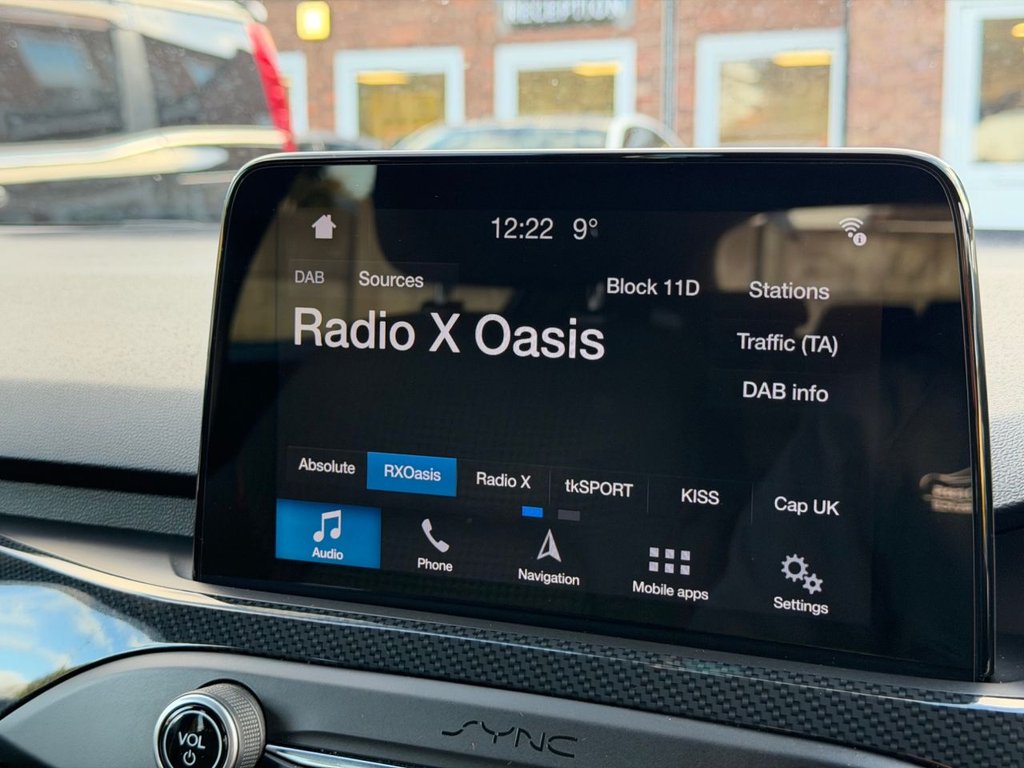 RECEPTION
12:22 9°
DAB Sources Block 11D Stations
Radio X Oasis
Traffic (TA)
DAB info
Absolute RXOasis Radio X tkSPORT KISS Cap UK
Audio Phone Navigation Mobile apps Settings
VOL
SYNC